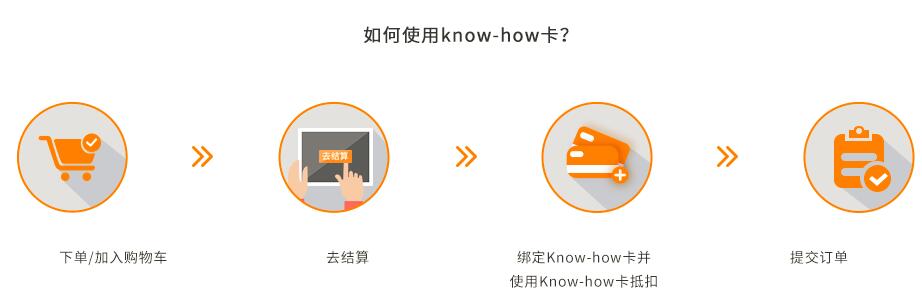 如何使用know-how卡?
去结算
下单/加入购物车
去结算
绑定Know-how卡并
使用Know-how卡抵扣
提交订单